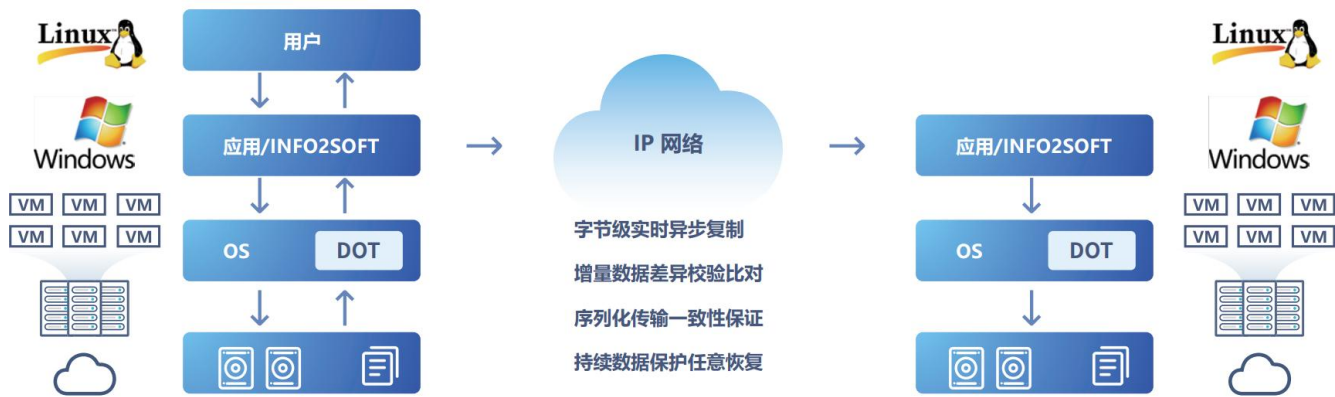 Linux
Windows
VM VM VM
VM VM VM
用户
应用/INFO2SOFT
OS DOT
IP 网络
字节级实时异步复制
增量数据差异校验比对
序列化传输一致性保证
持续数据保护任意恢复
应用/INFO2SOFT
OS DOT
Linux
Windows
VM VM VM
VM VM VM